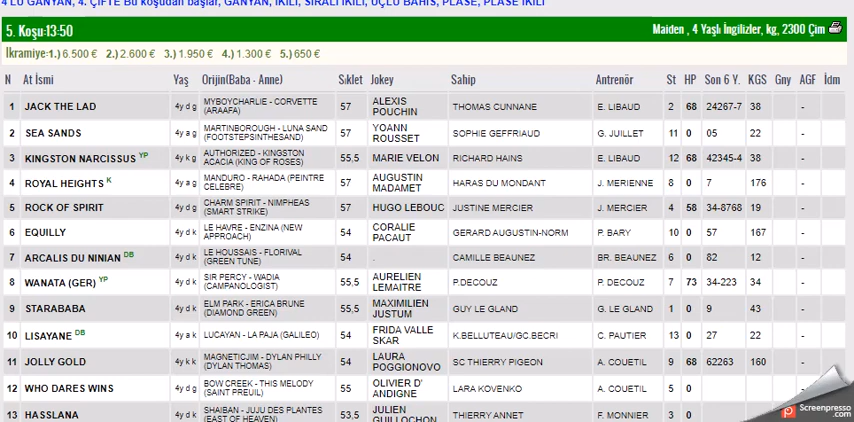 4 LÜ GANYAN, 4. ÇİFTE Bu koşudan başlar, GANYAN, İKİLİ, SIRALI İKİLİ, ÜÇLÜ BAHİS, PLASE, PLASE İKİLİ
5. Koşu:13:50 Maiden , 4 Yaşlı İngilizler, kg, 2300 Çim
İkramiye:1.) 6.500 € 2.) 2.600 € 3.) 1.950 € 4.) 1.300 € 5.) 650 €
N At İsmi Yaş Orijin(Baba - Anne) Sıklet Jokey Sahip Antrenör St HP Son 6 Y. KGS Gny AGF İdm
1 JACK THE LAD 4y d g MYBOYCHARLIE - CORVETTE (ARAAFA) 57 ALEXIS POUCHIN THOMAS CUNNANE E. LIBAUD 2 68 24267-7 38 -
2 SEA SANDS 4y a g MARTINBOROUGH - LUNA SAND (FOOTSTEPSINTHESAND) 57 YOANN ROUSSET SOPHIE GEFFRIAUD G. JUILLET 11 0 05 22 -
3 KINGSTON NARCISSUS YP 4y k g AUTHORIZED - KINGSTON ACACIA (KING OF ROSES) 55,5 MARIE VELON RICHARD HAINS E. LIBAUD 12 68 42345-4 38 -
4 ROYAL HEIGHTS K 4y a g MANDURO - RAHADA (PEINTRE CELEBRE) 57 AUGUSTIN MADAMET HARAS DU MONDANT J. MERIENNE 8 0 7 176 -
5 ROCK OF SPIRIT 4y d g CHARM SPIRIT - NIMPHEAS (SMART STRIKE) 57 HUGO LEBOUC JUSTINE MERCIER J. MERCIER 4 58 34-8768 19 -
6 EQUILLY 4y d k LE HAVRE - ENZINA (NEW APPROACH) 54 CORALIE PACAUT GERARD AUGUSTIN-NORM P. BARY 10 0 57 167 -
7 ARCALIS DU NINIAN DB 4y d k LE HOUSSAIS - FLORIVAL (GREEN TUNE) 54 . CAMILLE BEAUNEZ BR. BEAUNEZ 6 0 82 12 -
8 WANATA (GER) YP 4y d k SIR PERCY - WADIA (CAMPANOLOGIST) 55,5 AURELIEN LEMAITRE P.DECOUZ P. DECOUZ 7 73 34-223 34 -
9 STARABABA 4y d k ELM PARK - ERICA BRUNE (DIAMOND GREEN) 55,5 MAXIMILIEN JUSTUM GUY LE GLAND G. LE GLAND 1 0 9 43 -
10 LISAYANE DB 4y a k LUCAYAN - LA PAJA (GALILEO) 54 FRIDA VALLE SKAR K.BELLUTEAU/GC.BECRI C. PAUTIER 13 0 27 22 -
11 JOLLY GOLD 4y k k MAGNETICJIM - DYLAN PHILLY (DYLAN THOMAS) 54 LAURA POGGIONOVO SC THIERRY PIGEON A. COUETIL 9 68 62263 160 -
12 WHO DARES WINS 4y d g BOW CREEK - THIS MELODY (SAINT PREUIL) 55 OLIVIER D' ANDIGNE LARA KOVENKO A. COUETIL 5 0 -
13 HASSLANA 4y d k SHAIBAN - JUJU DES PLANTES (EAST OF HEAVEN) 53,5 JULIEN GUILLOCHON THIERRY ANNET F. MONNIER 3 0
Screenpresso.com